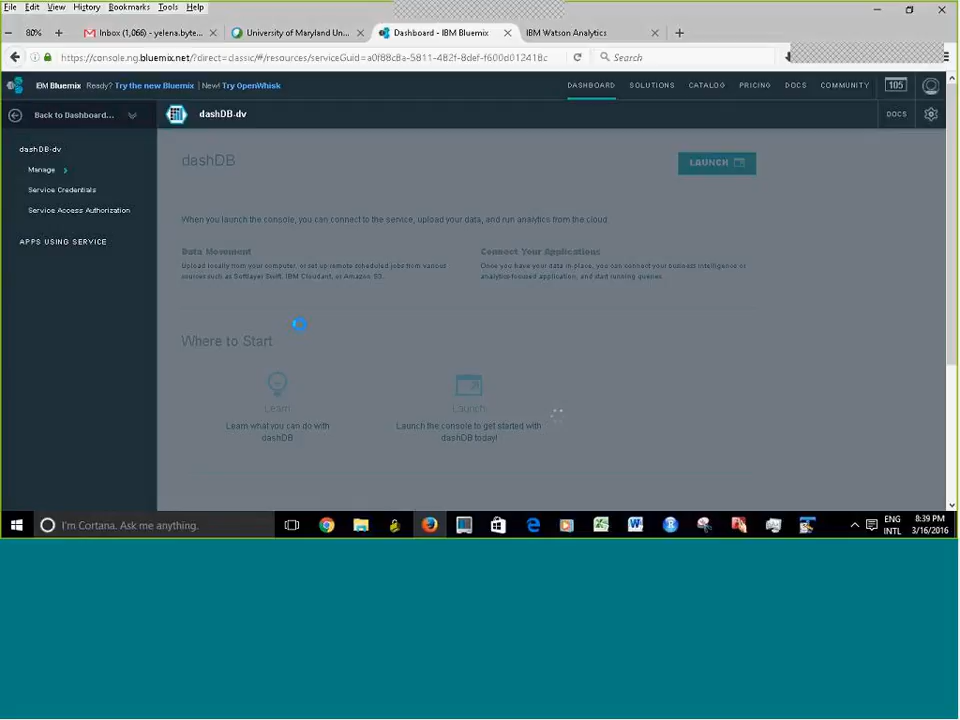 File Edit View History Bookmarks Tools Help
80% Inbox (1,066) - yelena.byte... University of Maryland Un... Dashboard - IBM Bluemix IBM Watson Analytics
https://console.ng.bluemix.net/?direct=classic/#/resources/serviceGuid=a0f88c8a-5811-482f-8def-f600d012418c Search
IBM Bluemix Ready? Try the new Bluemix | New! Try OpenWhisk DASHBOARD SOLUTIONS CATALOG PRICING DOCS COMMUNITY 105
Back to Dashboard... dashDB-dv DOCS
dashDB-dv
Manage
Service Credentials
Service Access Authorization
APPS USING SERVICE
dashDB LAUNCH
When you launch the console, you can connect to the service, upload your data, and run analytics from the cloud.
Data Movement
Upload locally from your computer, or set up remote scheduled jobs from various
sources such as Softlayer Swift, IBM Cloudant, or Amazon S3.
Connect Your Applications
Once you have your data in place, you can connect your business intelligence or
analytics-focused application, and start running queries.
Where to Start
Learn
Learn what you can do with
dashDB
Launch
Launch the console to get started with
dashDB today!
I'm Cortana. Ask me anything.
ENG
INTL
8:39 PM
3/16/2016